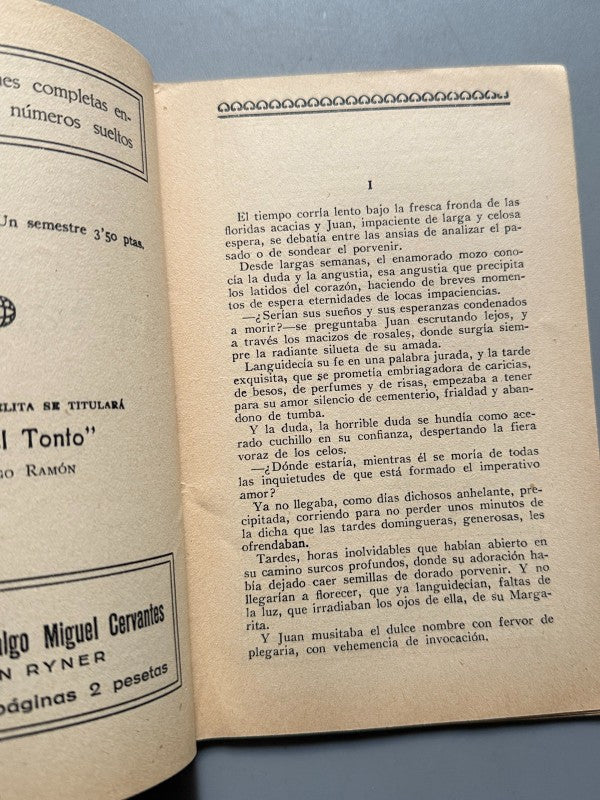 nes completas en-
números sueltos
Un semestre 3'50 ptas.
ELITA SE TITULARÁ
l Tonto"
GO RAMÓN
algo Miguel Cervantes
N RYNER
páginas 2 pesetas
I
El tiempo corría lento bajo la fresca fronda de las
floridas acacias y Juan, impaciente de larga y celosa
espera, se debatía entre las ansias de analizar el pa-
sado o de sondear el porvenir.
Desde largas semanas, el enamorado mozo cono-
cía la duda y la angustia, esa angustia que precipita
los latidos del corazón, haciendo de breves momen-
tos de espera eternidades de locas impaciencias.
—¿Serían sus sueños y sus esperanzas condenados
a morir?—se preguntaba Juan escrutando lejos, y
a través los macizos de rosales, donde surgía siem-
pre la radiante silueta de su amada.
Languidecía su fe en una palabra jurada, y la tarde
exquisita, que se prometía embriagadora de caricias,
de besos, de perfumes y de risas, empezaba a tener
para su amor silencio de cementerio, frialdad y aban-
dono de tumba.
Y la duda, la horrible duda se hundía como ace-
rado cuchillo en su confianza, despertando la fiera
voraz de los celos.
—¿Dónde estaría, mientras él se moría de todas
las inquietudes de que está formado el imperativo
amor?
Ya no llegaba, como días dichosos anhelante, pre-
cipitada, corriendo para no perder unos minutos de
la dicha que las tardes domingueras, generosas, les
ofrendaban.
Tardes, horas inolvidables que habían abierto en
su camino surcos profundos, donde su adoración ha-
bía dejado caer semillas de dorado porvenir. Y no
llegarían a florecer, que ya languidecían, faltas de
la luz, que irradiaban los ojos de ella, de su Marga-
rita.
Y Juan musitaba el dulce nombre con fervor de
plegaria, con vehemencia de invocación.